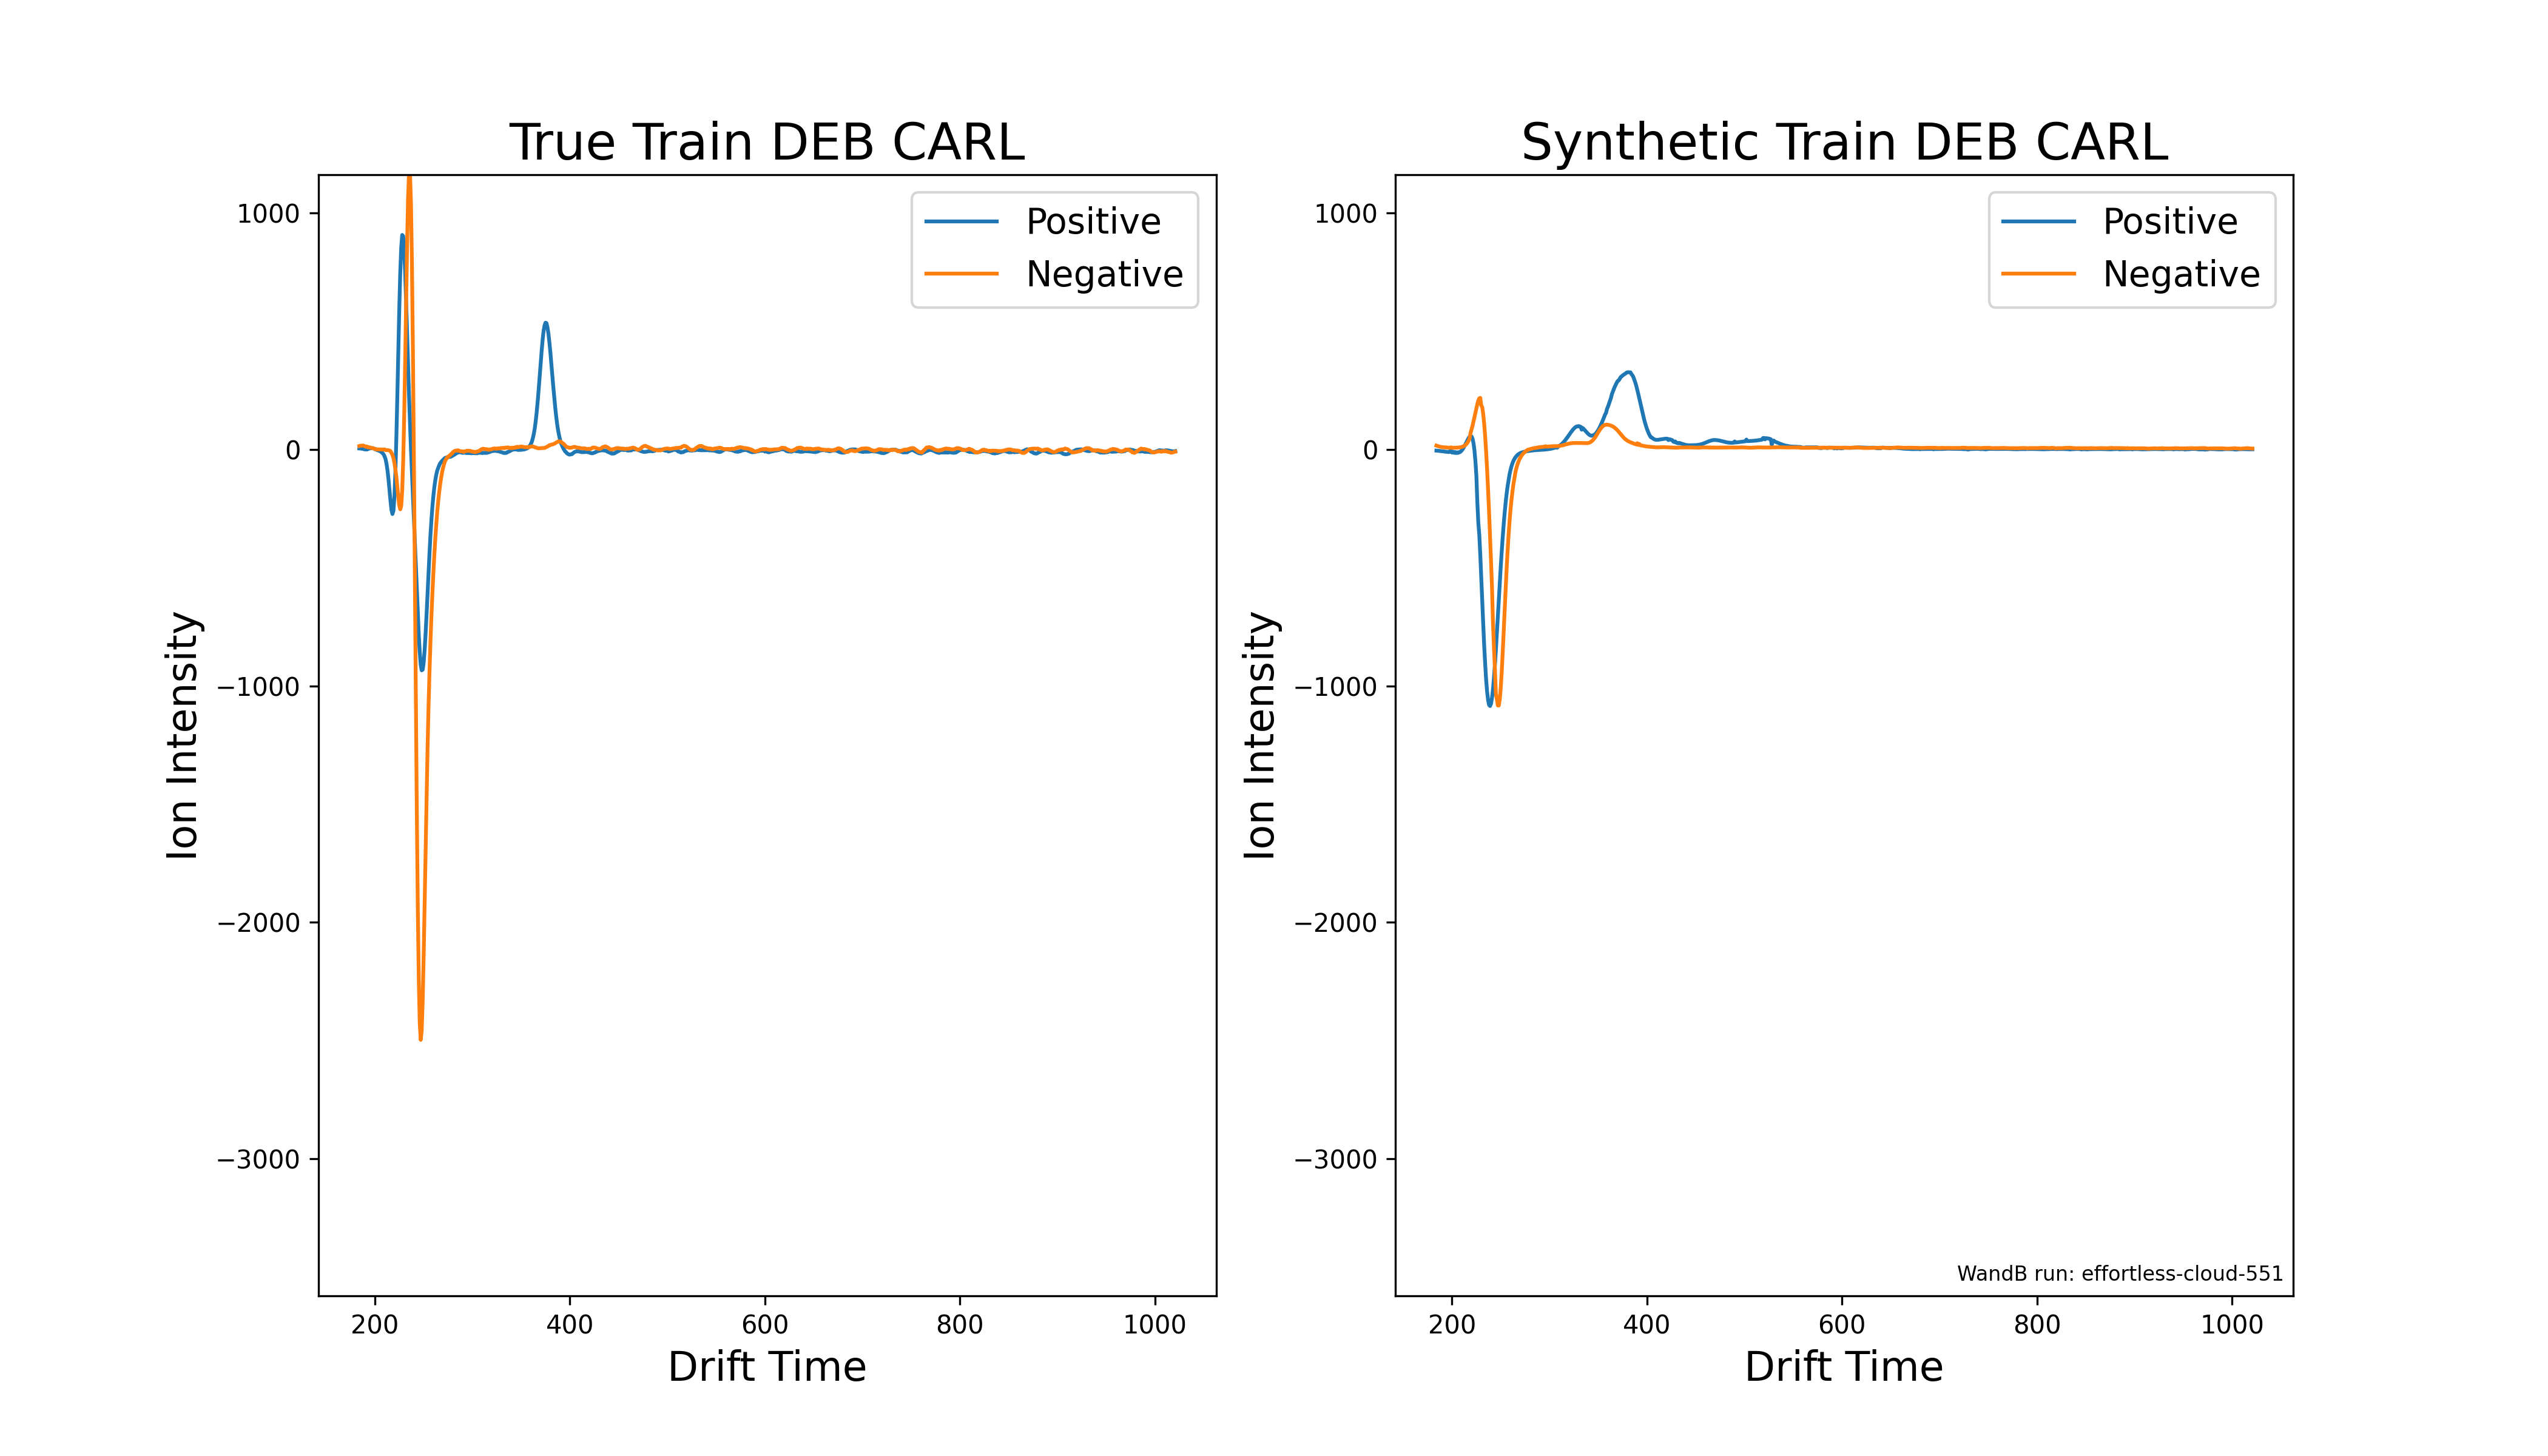 True Train DEB CARL
Positive
Negative
1000
0
−1000
−2000
−3000
Ion Intensity
200 400 600 800 1000
Drift Time
Synthetic Train DEB CARL
Positive
Negative
1000
0
−1000
−2000
−3000
Ion Intensity
WandB run: effortless-cloud-551
200 400 600 800 1000
Drift Time